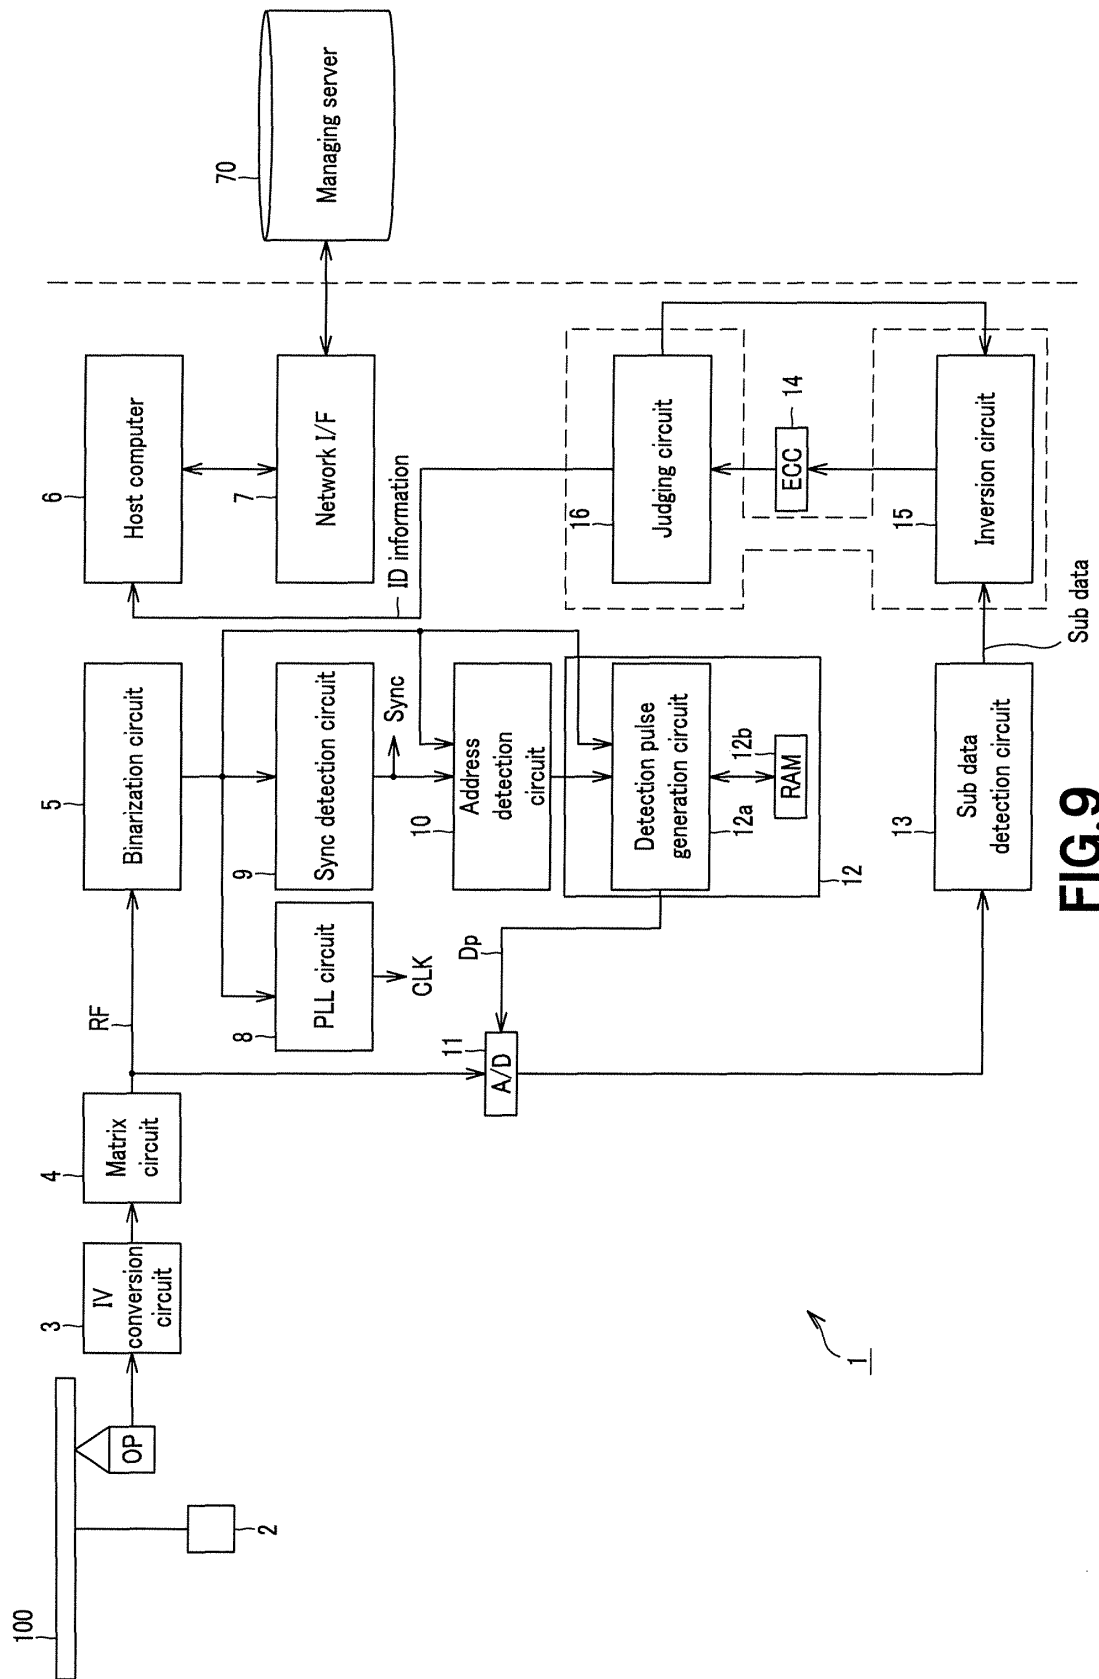 100
2
OP
3
IV
conversion
circuit
4
Matrix
circuit
RF
5
Binarization circuit
6
Host computer
70
Managing server
8
PLL circuit
CLK
9
Sync detection circuit
Sync
7
Network I/F
ID information
10
Address
detection
circuit
11
A/D
Dp
Detection pulse
generation circuit
12a
12b
RAM
12
16
Judging circuit
14
ECC
15
Inversion circuit
13
Sub data
detection circuit
Sub data
1
FIG.9